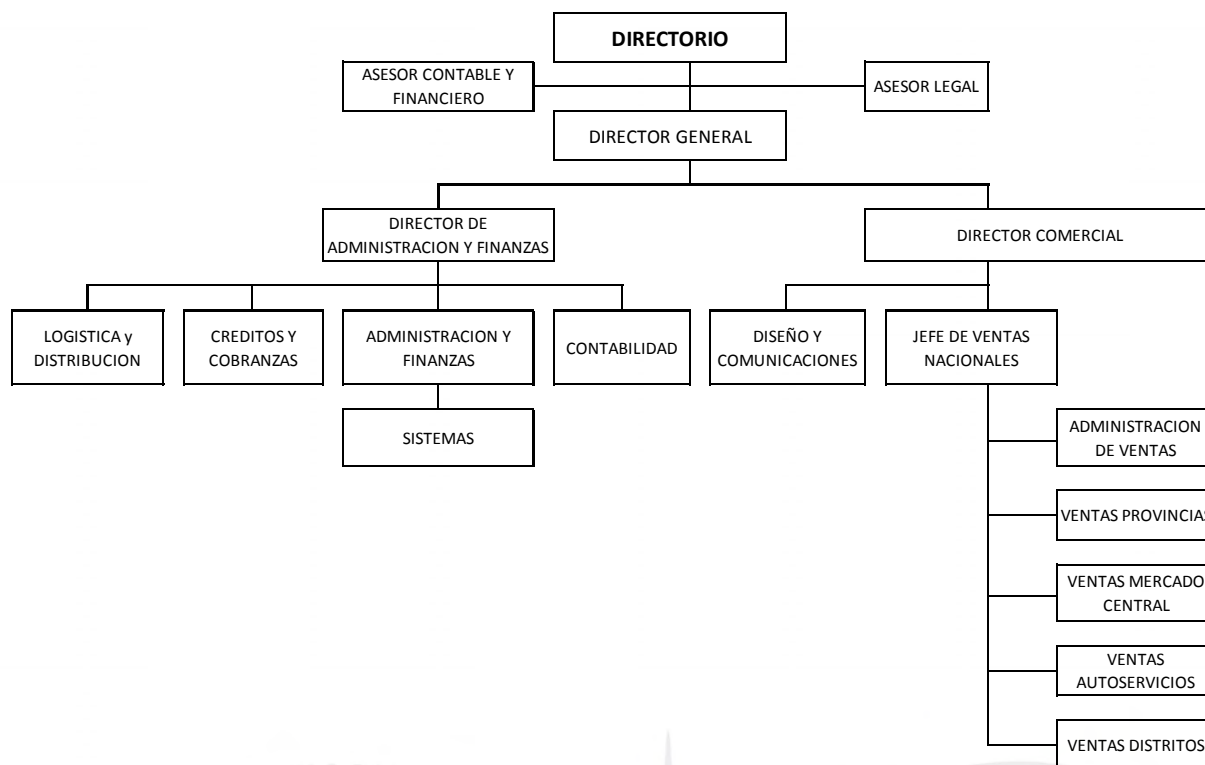 DIRECTORIO
ASESOR CONTABLE Y
FINANCIERO
ASESOR LEGAL
DIRECTOR GENERAL
DIRECTOR DE
ADMINISTRACION Y FINANZAS
DIRECTOR COMERCIAL
LOGISTICA y
DISTRIBUCION
CREDITOS Y
COBRANZAS
ADMINISTRACION Y
FINANZAS
CONTABILIDAD
DISEÑO Y
COMUNICACIONES
JEFE DE VENTAS
NACIONALES
SISTEMAS
ADMINISTRACION
DE VENTAS
VENTAS PROVINCIAS
VENTAS MERCADO
CENTRAL
VENTAS
AUTOSERVICIOS
VENTAS DISTRITOS